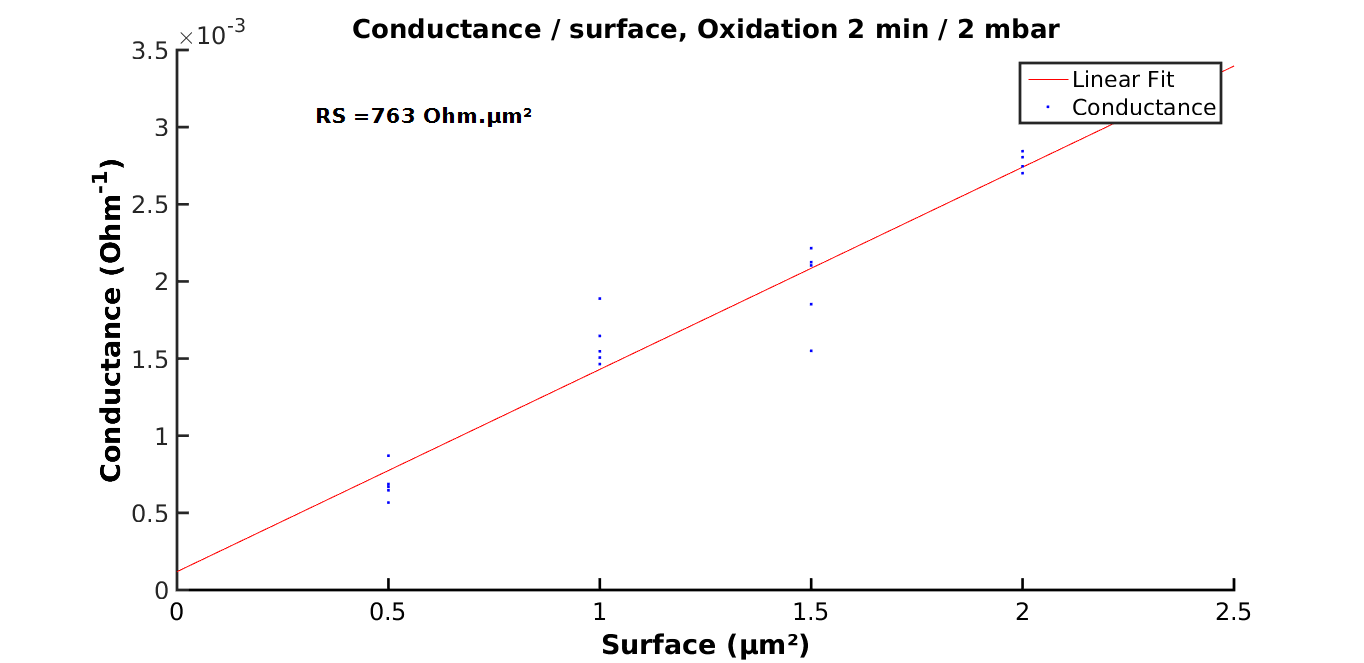 Conductance / surface, Oxidation 2 min / 2 mbar
×10⁻³
3.5
3
2.5
2
1.5
1
0.5
0
Conductance (Ohm⁻¹)
RS =763 Ohm.µm²
Linear Fit
Conductance
0 0.5 1 1.5 2 2.5
Surface (µm²)